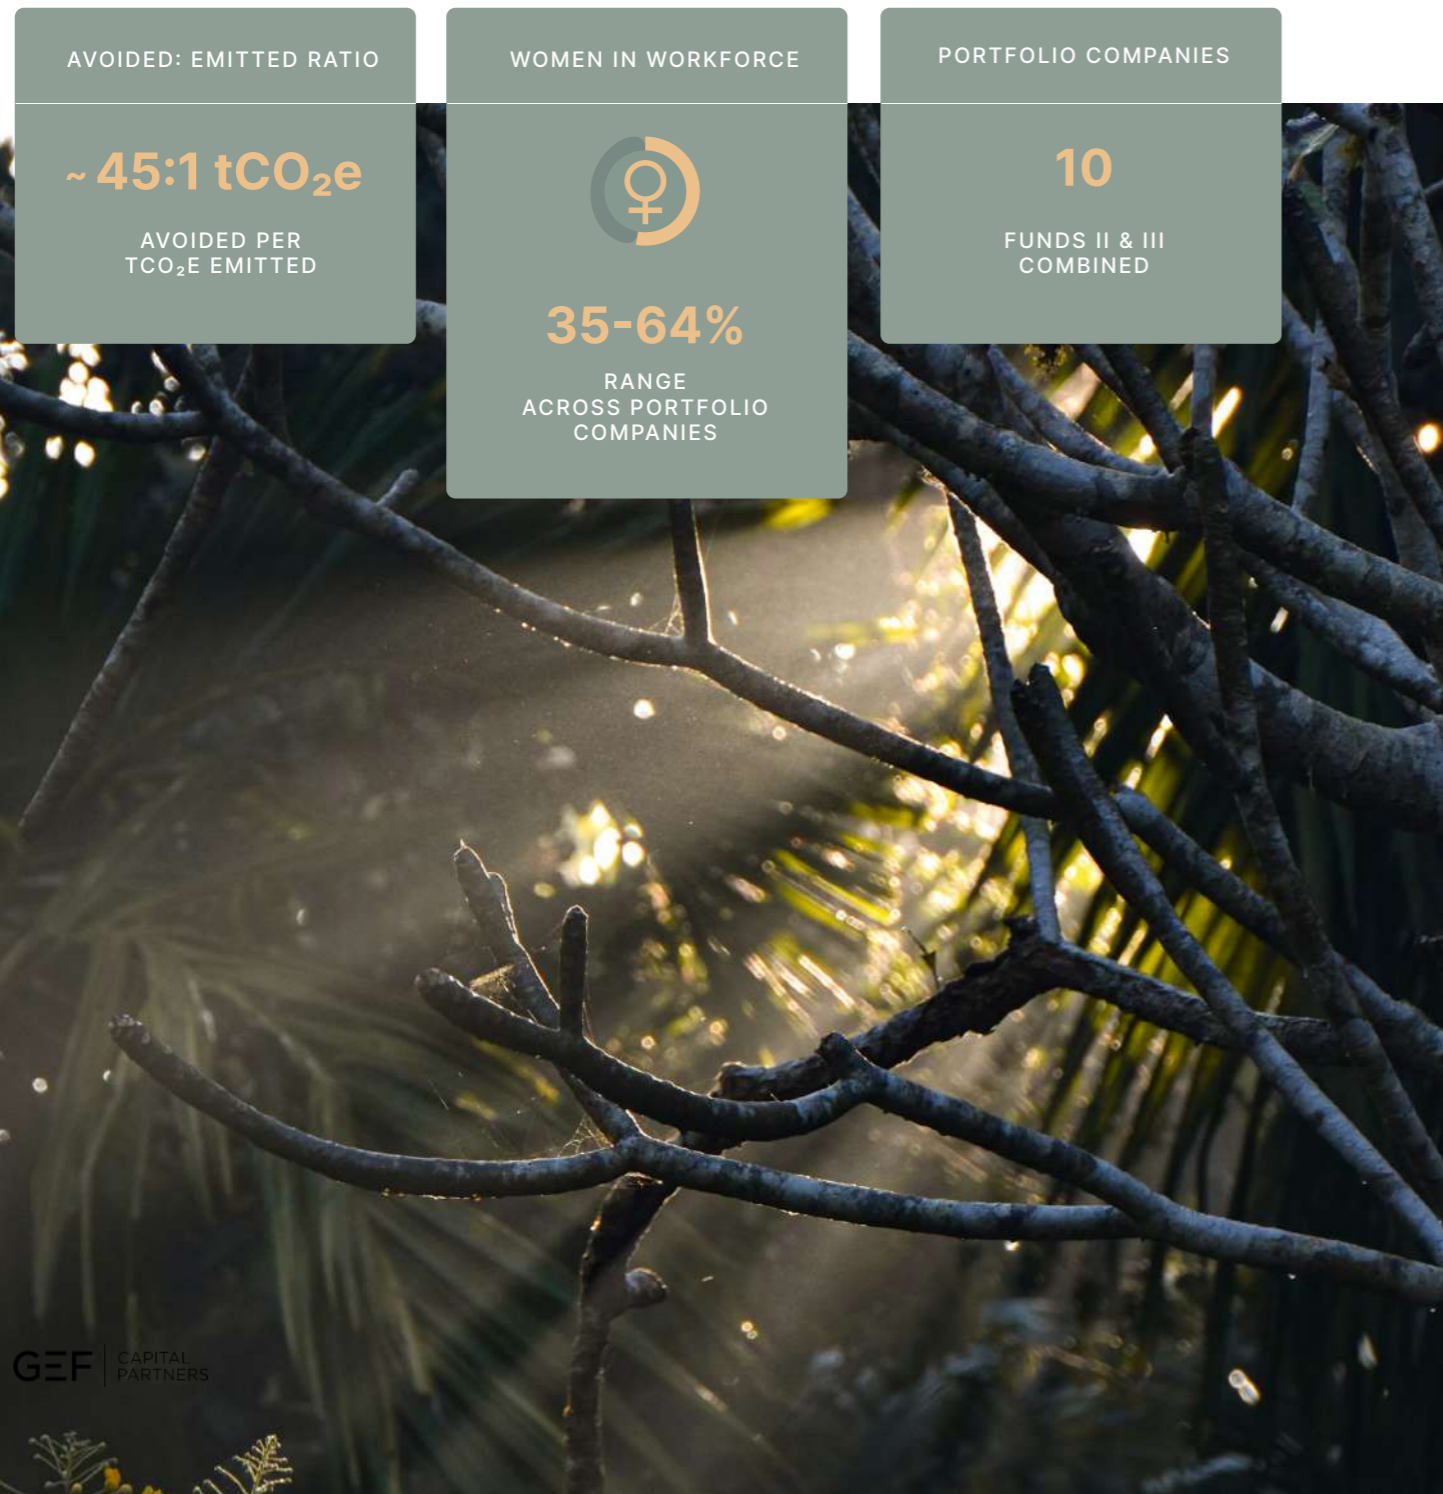 AVOIDED: EMITTED RATIO
~ 45:1 tCO₂e
AVOIDED PER
TCO₂E EMITTED
WOMEN IN WORKFORCE
35-64%
RANGE
ACROSS PORTFOLIO
COMPANIES
PORTFOLIO COMPANIES
10
FUNDS II & III
COMBINED
GEF
CAPITAL
PARTNERS